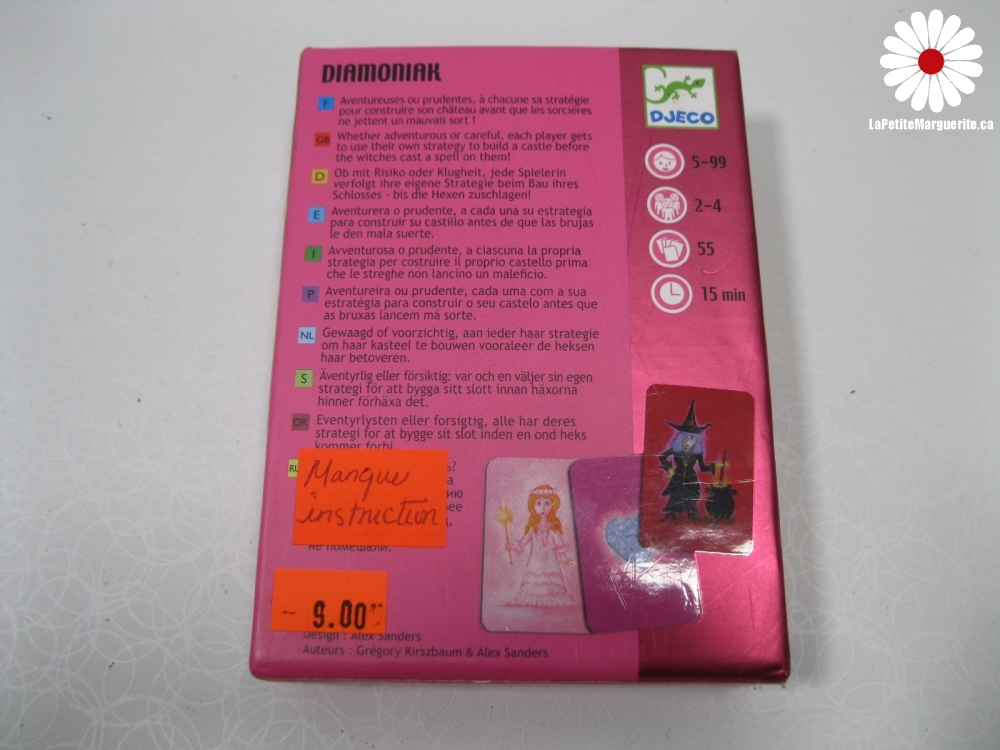 DIAMONIAK
F Aventureuses ou prudentes, à chacune sa stratégie
pour construire son château avant que les sorcières
ne jettent un mauvais sort !
GB Whether adventurous or careful, each player gets
to use their own strategy to build a castle before
the witches cast a spell on them!
D Ob mit Risiko oder Klugheit, jede Spielerin
verfolgt ihre eigene Strategie beim Bau ihres
Schlosses - bis die Hexen zuschlagen!
E Aventurera o prudente, a cada una su estrategia
para construir su castillo antes de que las brujas
le den mala suerte.
I Avventurosa o prudente, a ciascuna la propria
strategia per costruire il proprio castello prima
che le streghe non lancino un maleficio.
P Aventureira ou prudente, cada uma com a sua
estratégia para construir o seu castelo antes que
as bruxas lancem má sorte.
NL Gewaagd of voorzichtig, aan ieder haar strategie
om haar kasteel te bouwen vooraleer de heksen
haar betoveren.
S Äventyrlig eller försiktig: var och en väljer sin egen
strategi för att bygga sitt slott innan häxorna
hinner förhäxa det.
DK Eventyrlysten eller forsigtig, alle har deres
strategi for at bygge sit slot inden en ond heks
kommer forbi.
RU
не помешали.
Manque
instruction
- 9.00
Design : Alex Sanders
Auteurs : Grégory Kirszbaum & Alex Sanders
DJECO
5-99
2-4
55
15 min
LaPetiteMarguerite.ca